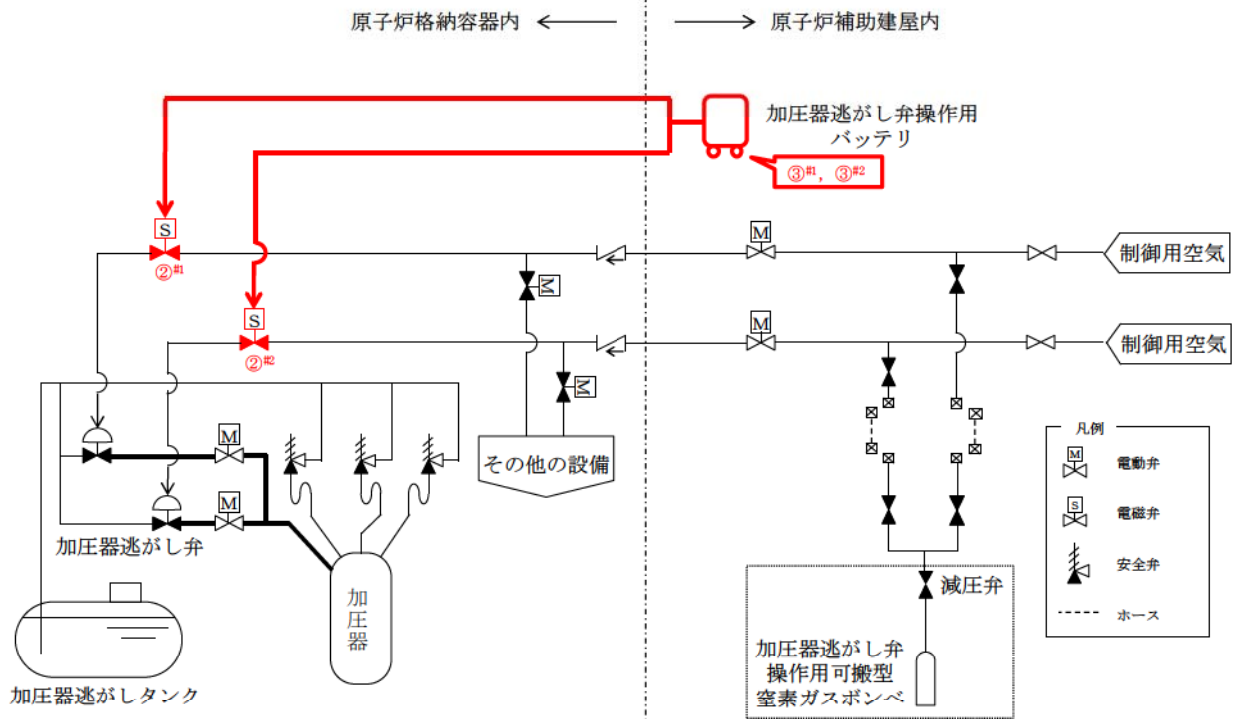 原子炉格納容器内
原子炉補助建屋内
加圧器逃がし弁操作用
バッテリ
③#1, ③#2
S
②#1
M
制御用空気
M
S
②#2
M
制御用空気
M
凡例
M
電動弁
S
電磁弁
安全弁
ホース
M
M
その他の設備
加圧器逃がし弁
加圧器
減圧弁
加圧器逃がし弁
操作用可搬型
窒素ガスボンベ
加圧器逃がしタンク